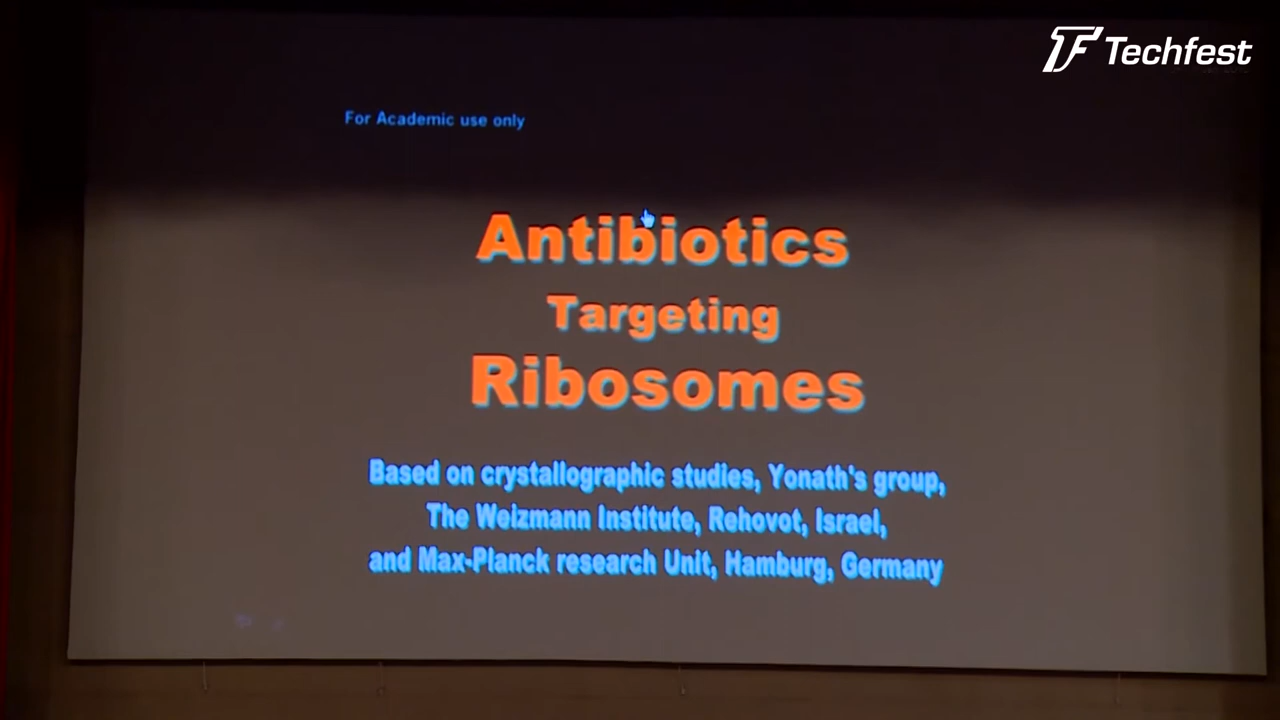 Techfest
For Academic use only
Antibiotics
Targeting
Ribosomes
Based on crystallographic studies, Yonath's group,
The Weizmann Institute, Rehovot, Israel,
and Max-Planck research Unit, Hamburg, Germany